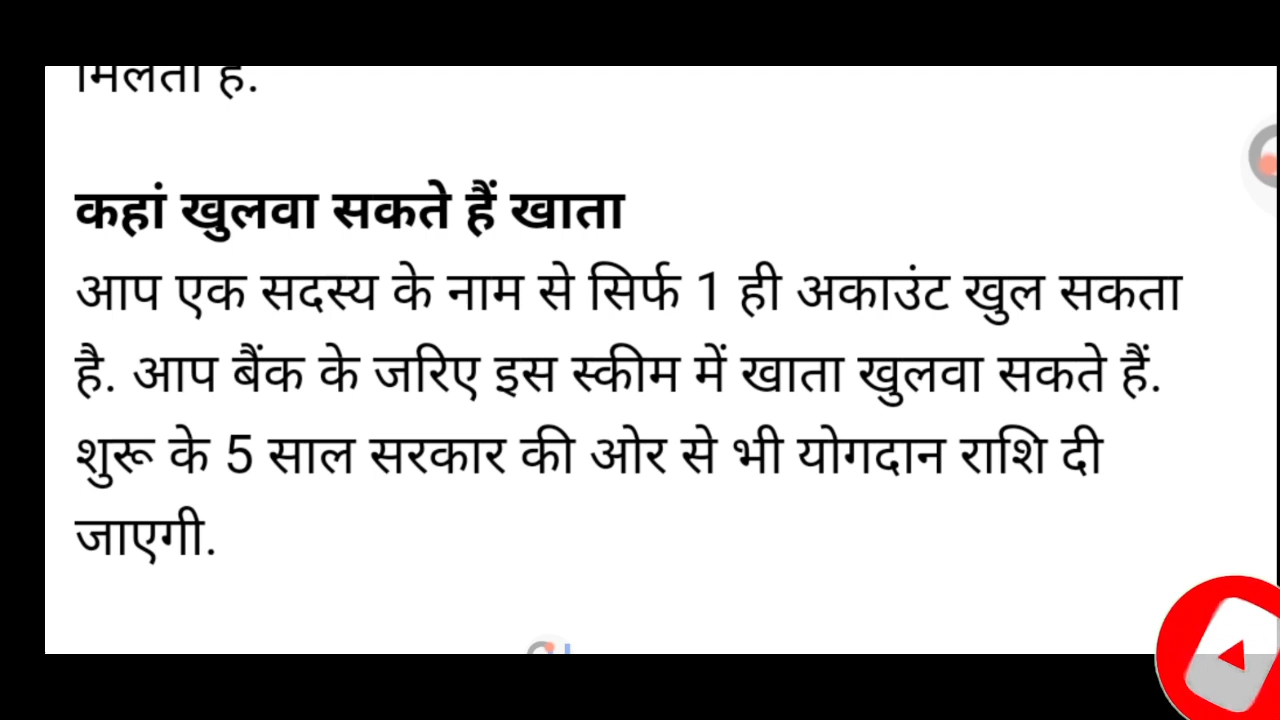 मिलता है.
कहां खुलवा सकते हैं खाता
आप एक सदस्य के नाम से सिर्फ 1 ही अकाउंट खुल सकता
है. आप बैंक के जरिए इस स्कीम में खाता खुलवा सकते हैं.
शुरू के 5 साल सरकार की ओर से भी योगदान राशि दी
जाएगी.